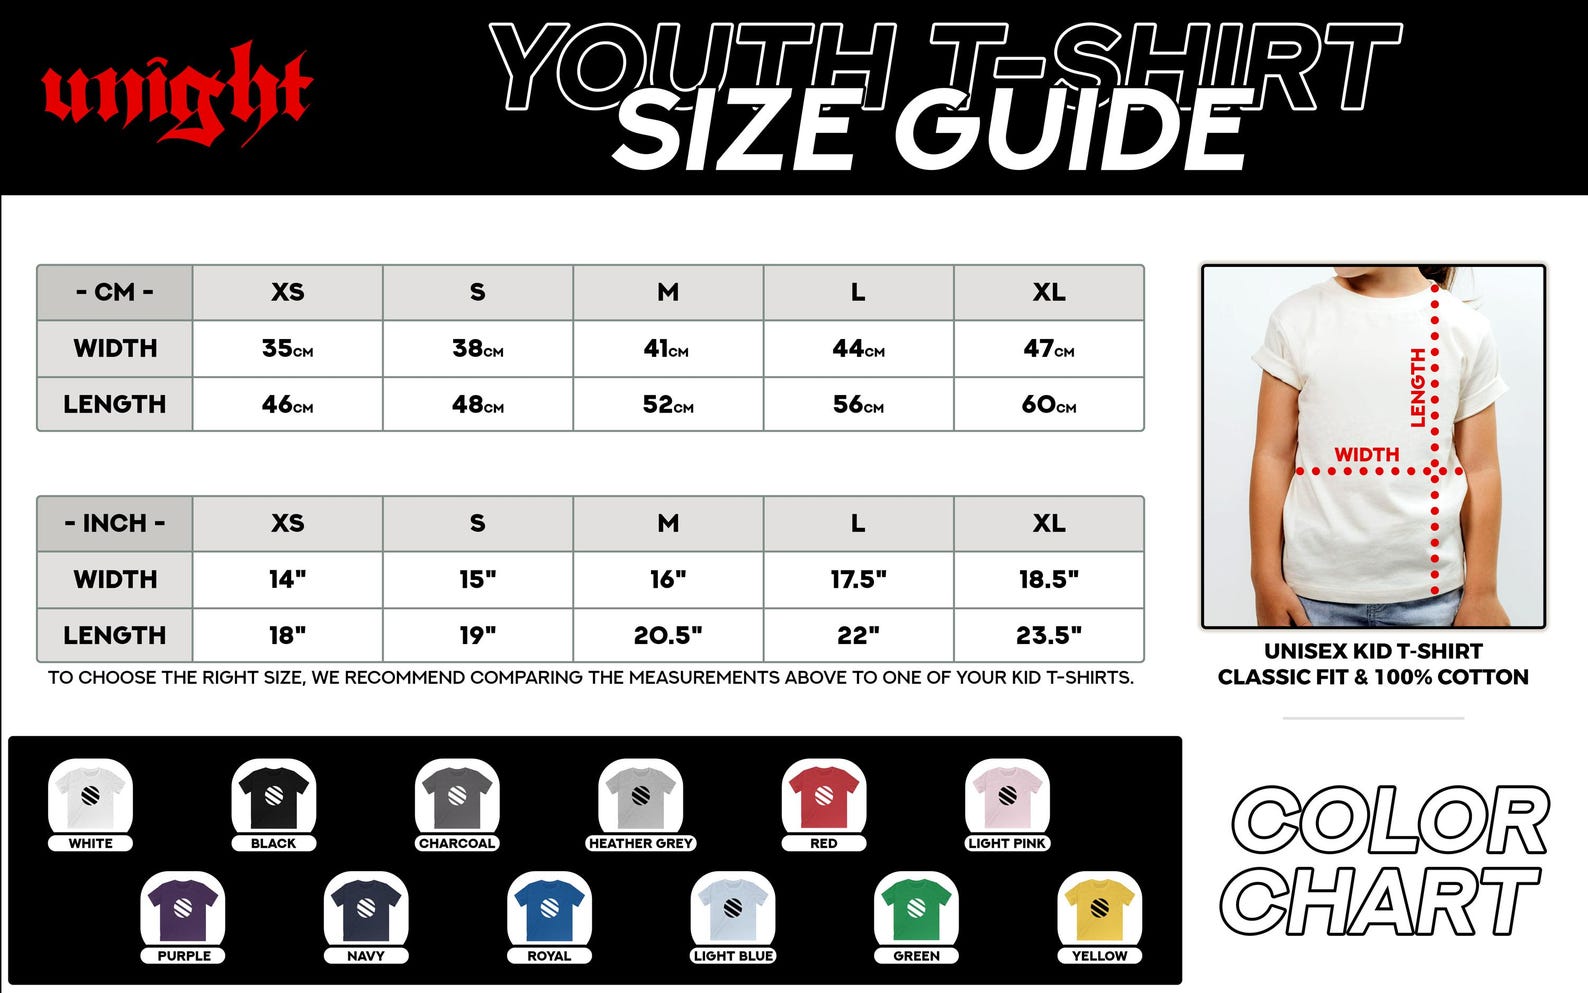 unight
YOUTH T-SHIRT
SIZE GUIDE
- CM - XS S M L XL
WIDTH 35CM 38CM 41CM 44CM 47CM
LENGTH 46CM 48CM 52CM 56CM 60CM
- INCH - XS S M L XL
WIDTH 14" 15" 16" 17.5" 18.5"
LENGTH 18" 19" 20.5" 22" 23.5"
TO CHOOSE THE RIGHT SIZE, WE RECOMMEND COMPARING THE MEASUREMENTS ABOVE TO ONE OF YOUR KID T-SHIRTS.
LENGTH
WIDTH
UNISEX KID T-SHIRT
CLASSIC FIT & 100% COTTON
WHITE BLACK CHARCOAL HEATHER GREY RED LIGHT PINK
PURPLE NAVY ROYAL LIGHT BLUE GREEN YELLOW
COLOR
CHART